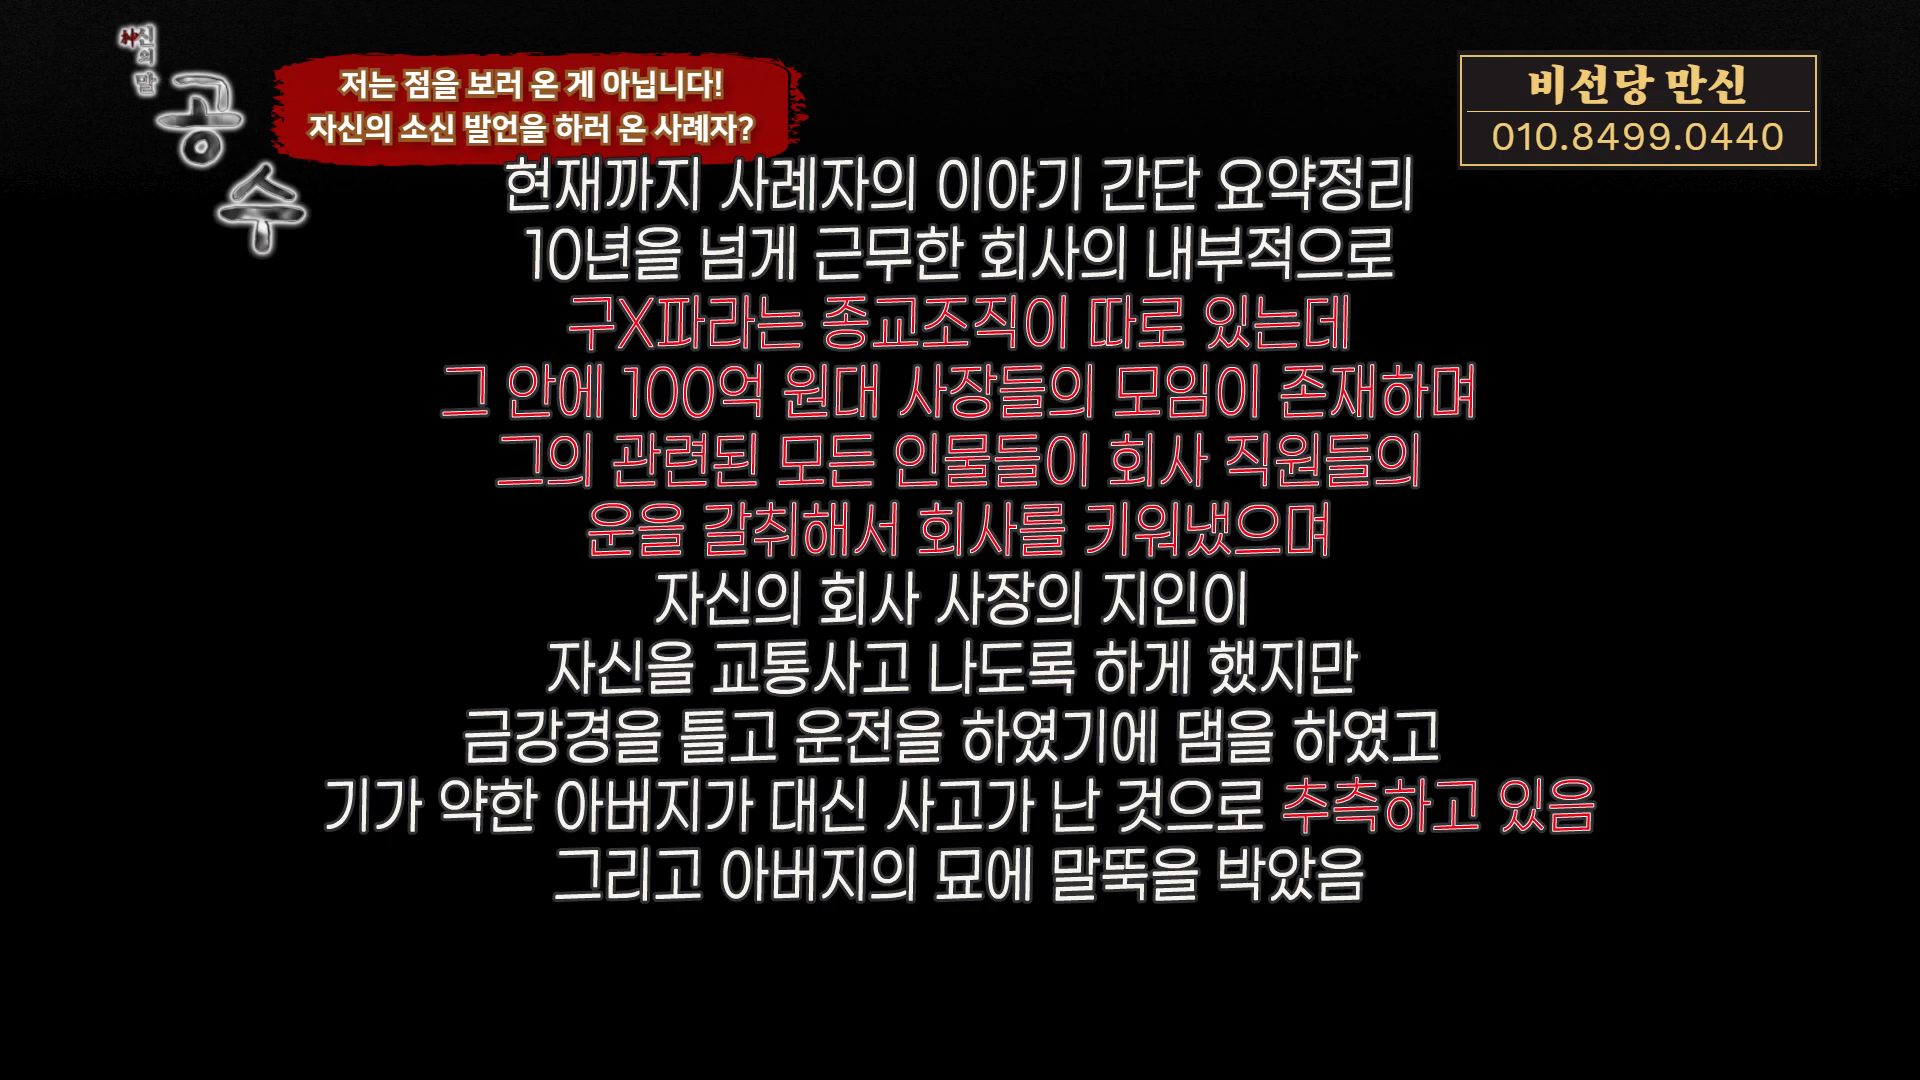 神신의 말
공수
저는 점을 보러 온 게 아닙니다!
자신의 소신 발언을 하러 온 사례자?
비선당 만신
010.8499.0440
현재까지 사례자의 이야기 간단 요약정리
10년을 넘게 근무한 회사의 내부적으로
구X파라는 종교조직이 따로 있는데
그 안에 100억 원대 사장들의 모임이 존재하며
그의 관련된 모든 인물들이 회사 직원들의
운을 갈취해서 회사를 키워냈으며
자신의 회사 사장의 지인이
자신을 교통사고 나도록 하게 했지만
금강경을 틀고 운전을 하였기에 댐을 하였고
기가 약한 아버지가 대신 사고가 난 것으로 추측하고 있음
그리고 아버지의 묘에 말뚝을 박았음